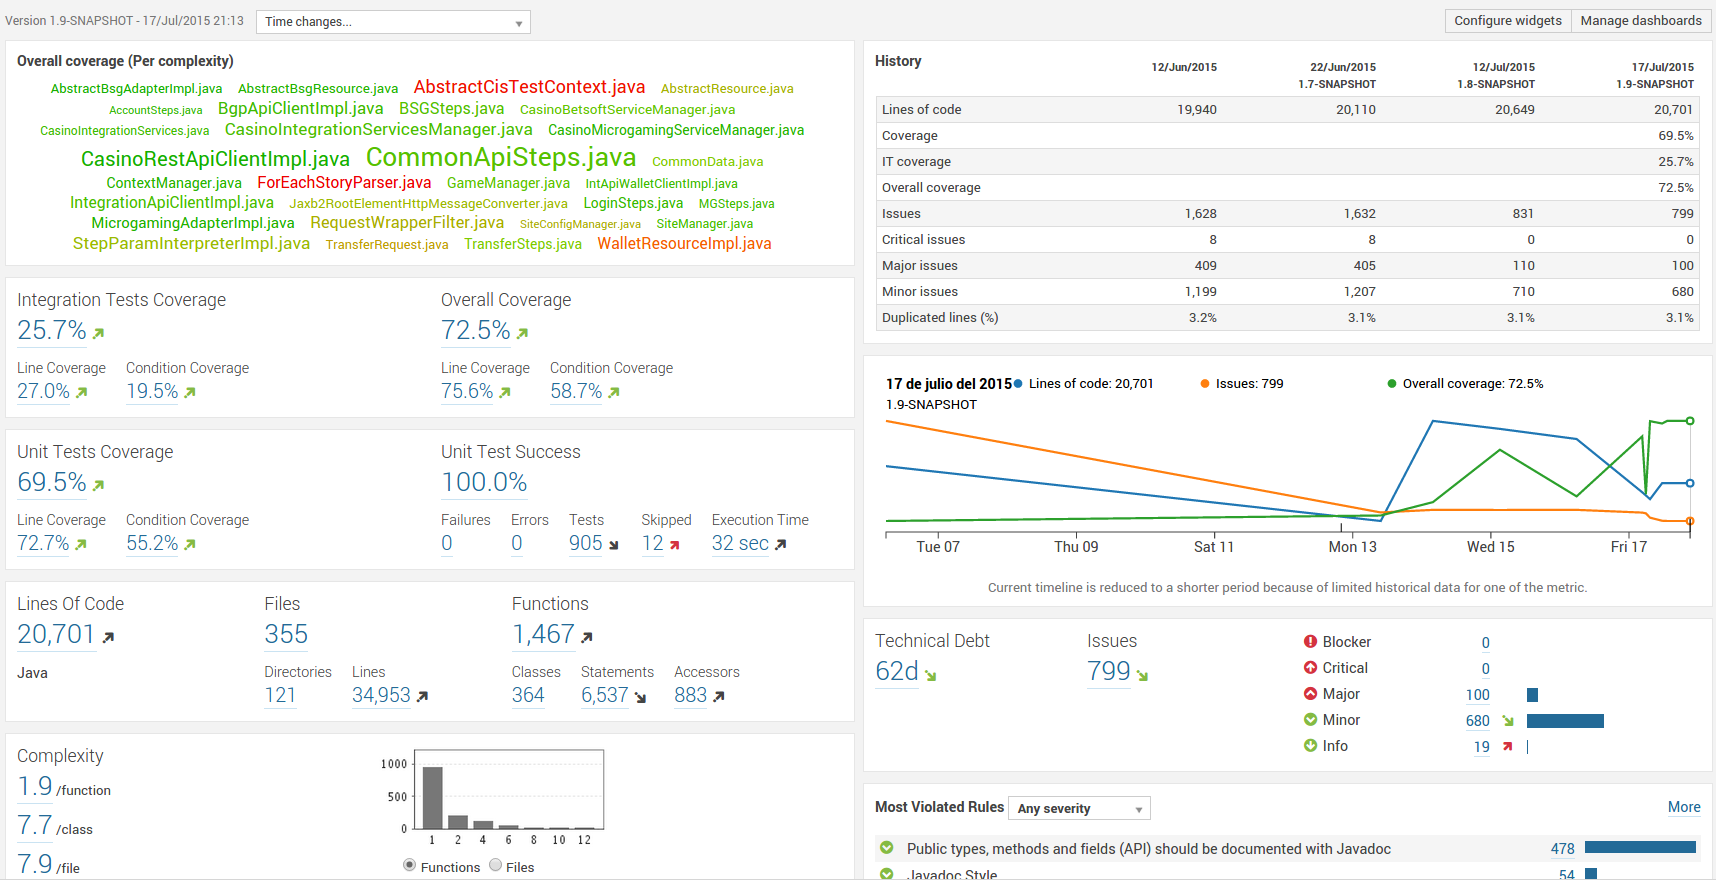 Version 1.9-SNAPSHOT - 17/Jul/2015 21:13
Time changes...
Configure widgets
Manage dashboards
Overall coverage (Per complexity)
AbstractBsgAdapterImpl.java AbstractBsgResource.java AbstractCisTestContext.java AbstractResource.java
AccountSteps.java BgpApiClientImpl.java BSGSteps.java CasinoBetsoftServiceManager.java
CasinoIntegrationServices.java CasinoIntegrationServicesManager.java CasinoMicrogamingServiceManager.java
CasinoRestApiClientImpl.java CommonApiSteps.java CommonData.java
ContextManager.java ForEachStoryParser.java GameManager.java IntApiWalletClientImpl.java
IntegrationApiClientImpl.java Jaxb2RootElementHttpMessageConverter.java LoginSteps.java MGSteps.java
MicrogamingAdapterImpl.java RequestWrapperFilter.java SiteConfigManager.java SiteManager.java
StepParamInterpreterImpl.java TransferRequest.java TransferSteps.java WalletResourceImpl.java
Integration Tests Coverage
25.7%
Line Coverage Condition Coverage
27.0% 19.5%
Overall Coverage
72.5%
Line Coverage Condition Coverage
75.6% 58.7%
Unit Tests Coverage
69.5%
Line Coverage Condition Coverage
72.7% 55.2%
Unit Test Success
100.0%
Failures Errors Tests Skipped Execution Time
0 0 905 12 32 sec
Lines Of Code
20,701
Java
Files
355
Directories Lines
121 34,953
Functions
1,467
Classes Statements Accessors
364 6,537 883
Complexity
1.9 /function
7.7 /class
7.9 /file
1000
500
0
1 2 4 6 8 10 12
Functions Files
History 12/Jun/2015 22/Jun/2015 12/Jul/2015 17/Jul/2015
1.7-SNAPSHOT 1.8-SNAPSHOT 1.9-SNAPSHOT
Lines of code 19,940 20,110 20,649 20,701
Coverage 69.5%
IT coverage 25.7%
Overall coverage 72.5%
Issues 1,628 1,632 831 799
Critical issues 8 8 0 0
Major issues 409 405 110 100
Minor issues 1,199 1,207 710 680
Duplicated lines (%) 3.2% 3.1% 3.1% 3.1%
17 de julio del 2015 Lines of code: 20,701 Issues: 799 Overall coverage: 72.5%
1.9-SNAPSHOT
Tue 07 Thu 09 Sat 11 Mon 13 Wed 15 Fri 17
Current timeline is reduced to a shorter period because of limited historical data for one of the metric.
Technical Debt
62d
Issues
799
Blocker 0
Critical 0
Major 100
Minor 680
Info 19
Most Violated Rules Any severity More
Public types, methods and fields (API) should be documented with Javadoc 478
Javadoc Style 54